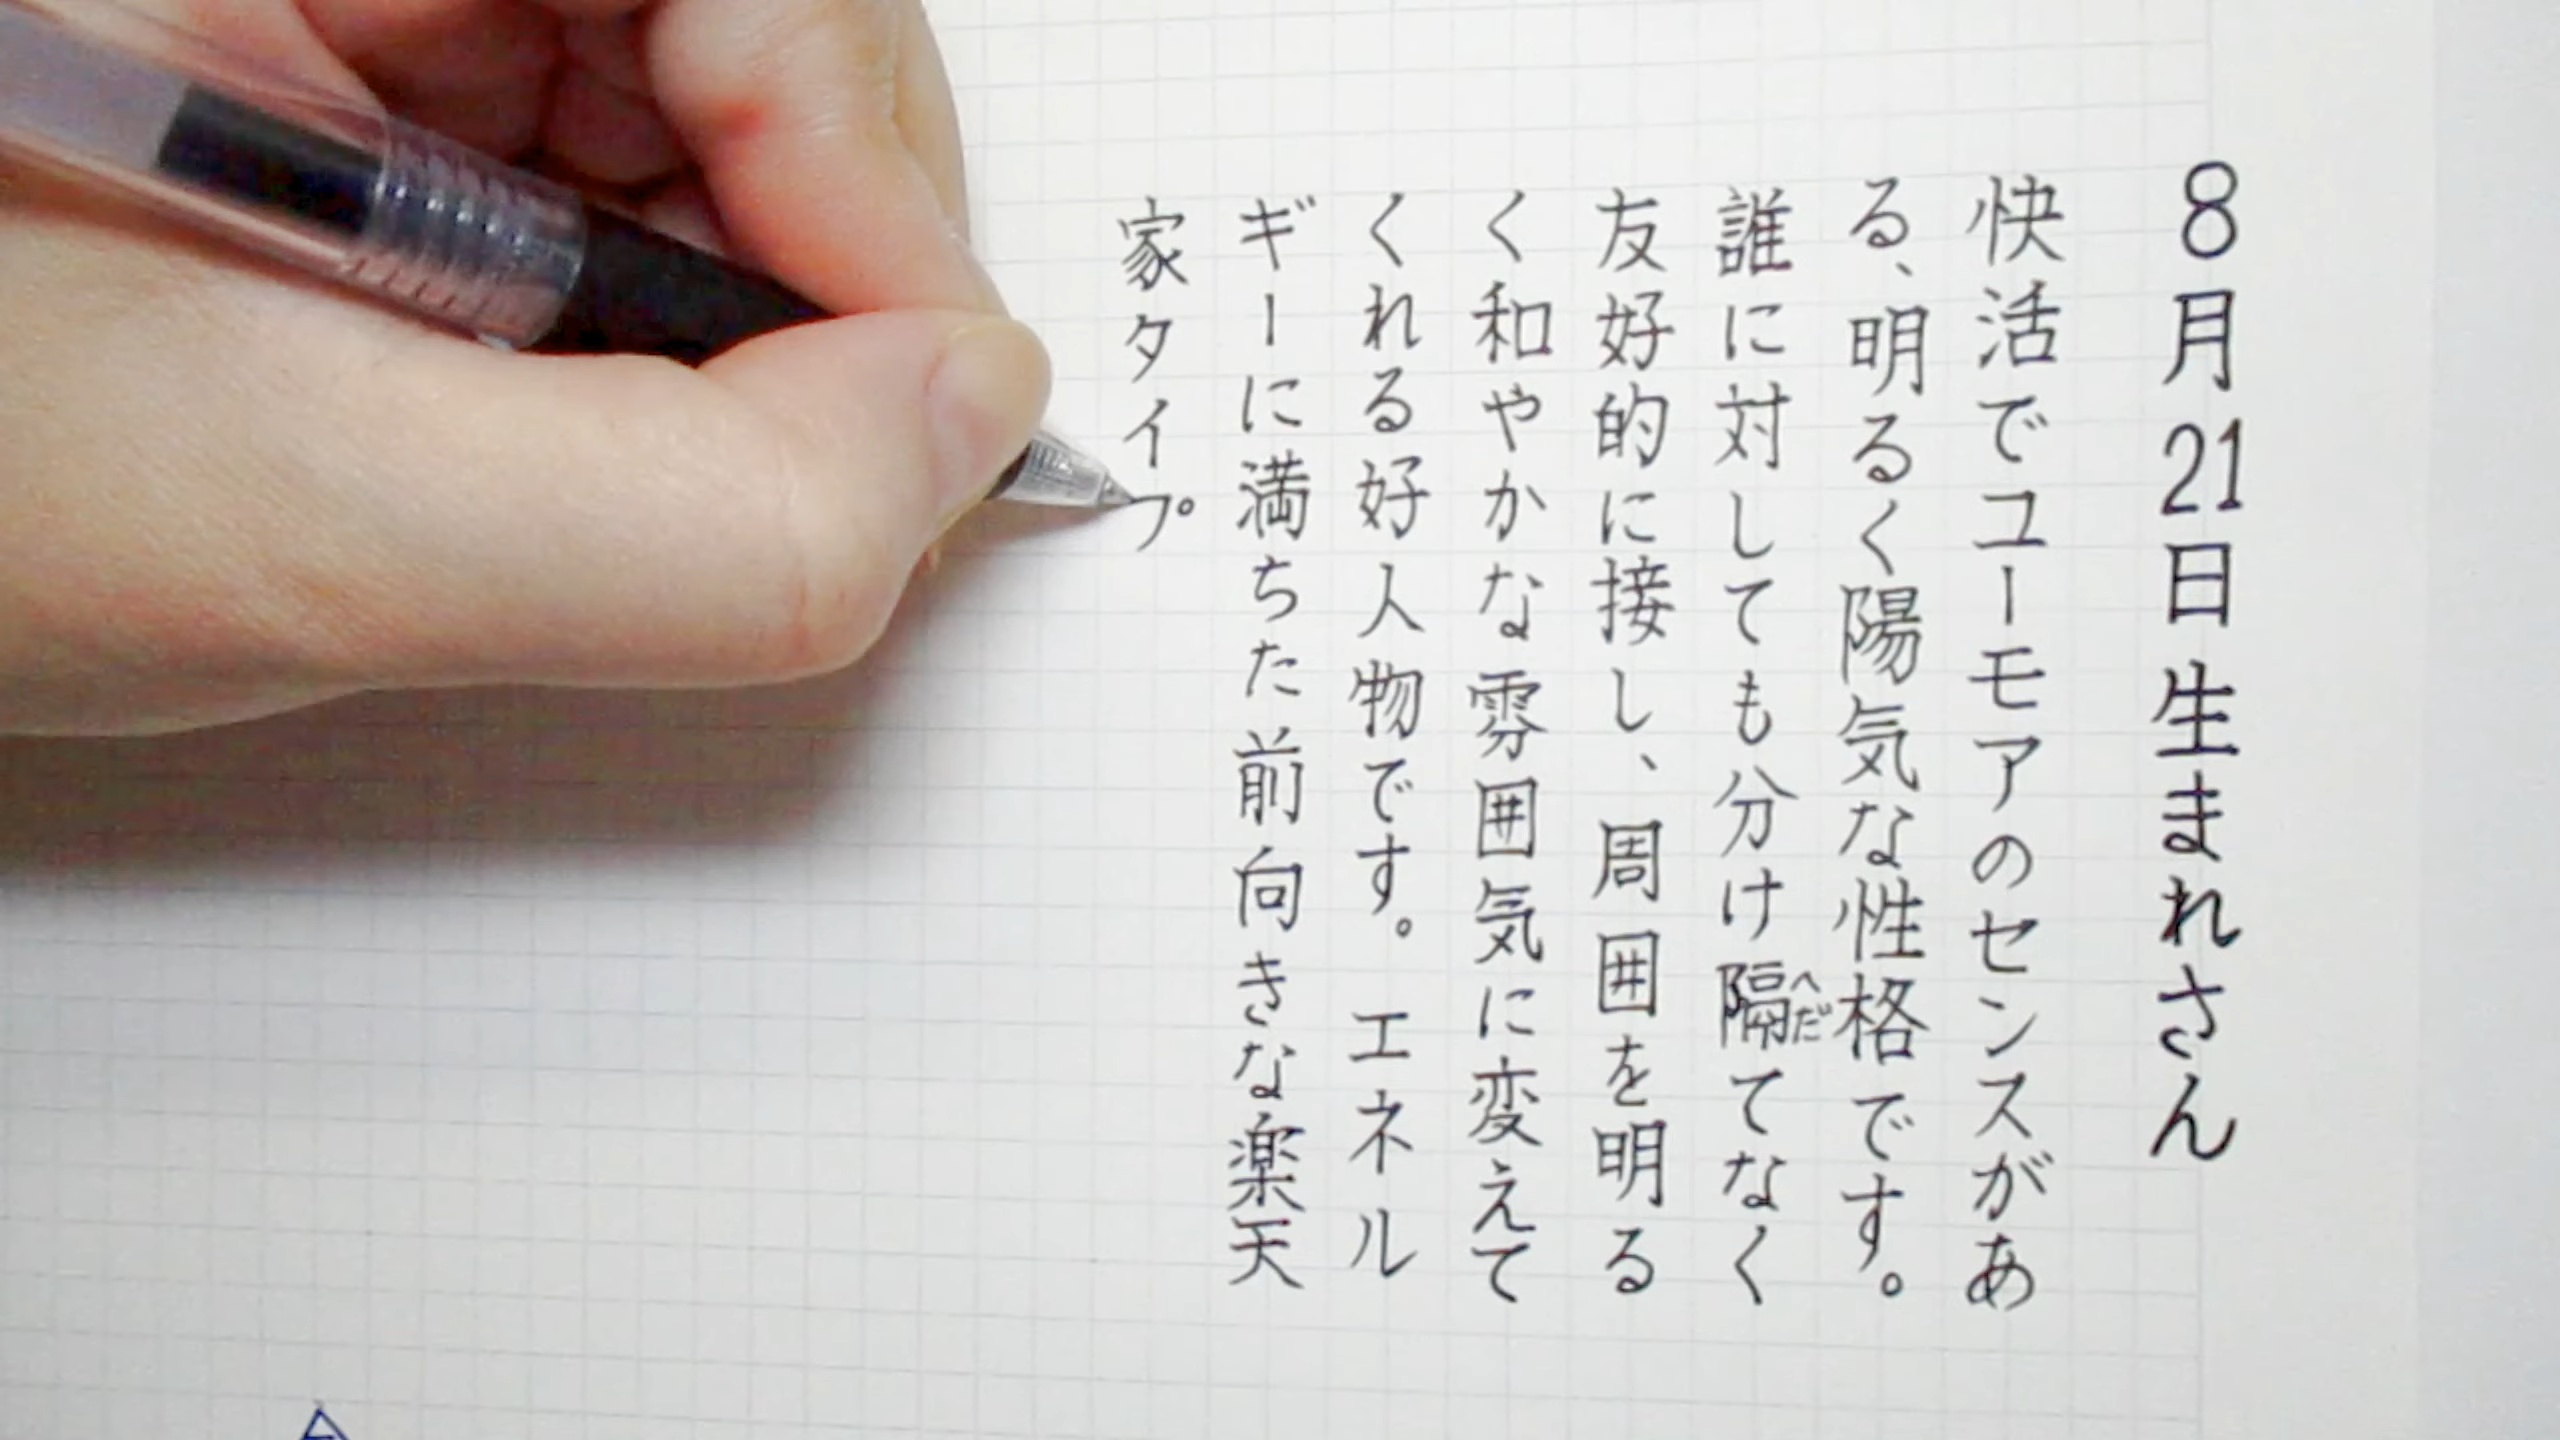 8月21日生まれさん
快活でユーモアのセンスがあ
る、明るく陽気な性格です。
誰に対しても分け隔てなく
へだ
友好的に接し、周囲を明る
く和やかな雰囲気に変えて
くれる好人物です。エネル
ギーに満ちた前向きな楽天
家タイプ